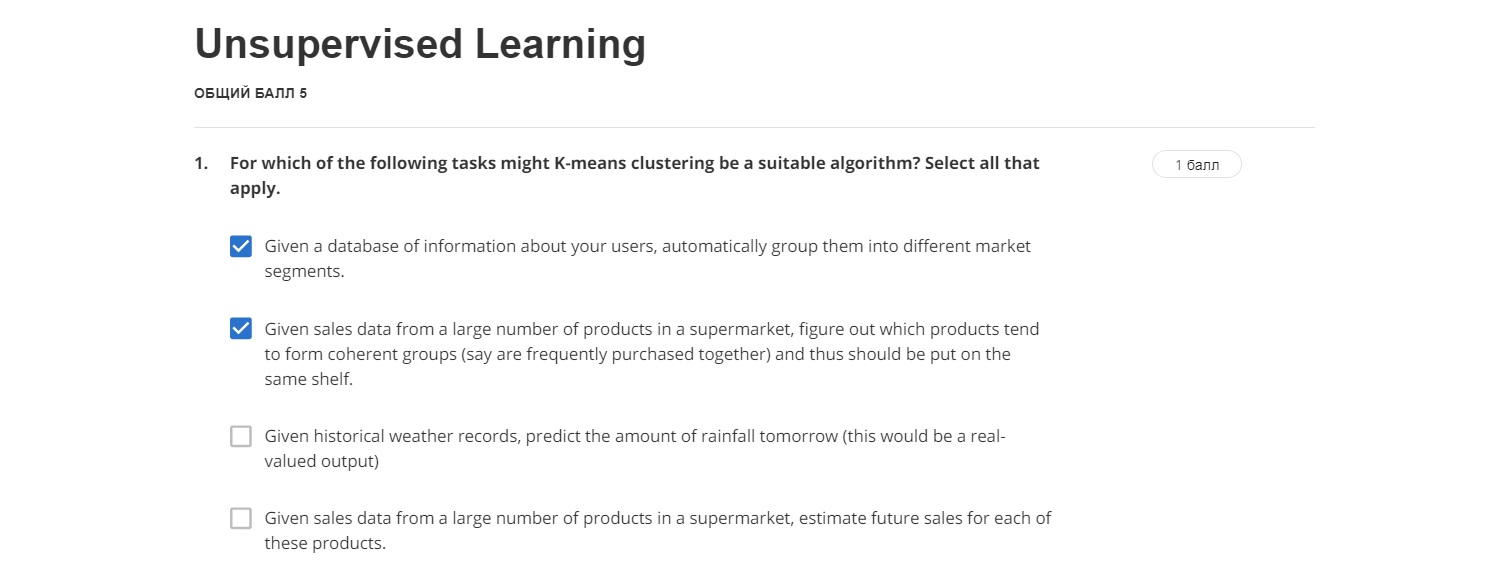 Unsupervised Learning
ОБЩИЙ БАЛЛ 5
1. For which of the following tasks might K-means clustering be a suitable algorithm? Select all that 1 балл
apply.
Given a database of information about your users, automatically group them into different market
segments.
Given sales data from a large number of products in a supermarket, figure out which products tend
to form coherent groups (say are frequently purchased together) and thus should be put on the
same shelf.
Given historical weather records, predict the amount of rainfall tomorrow (this would be a real-
valued output)
Given sales data from a large number of products in a supermarket, estimate future sales for each of
these products.